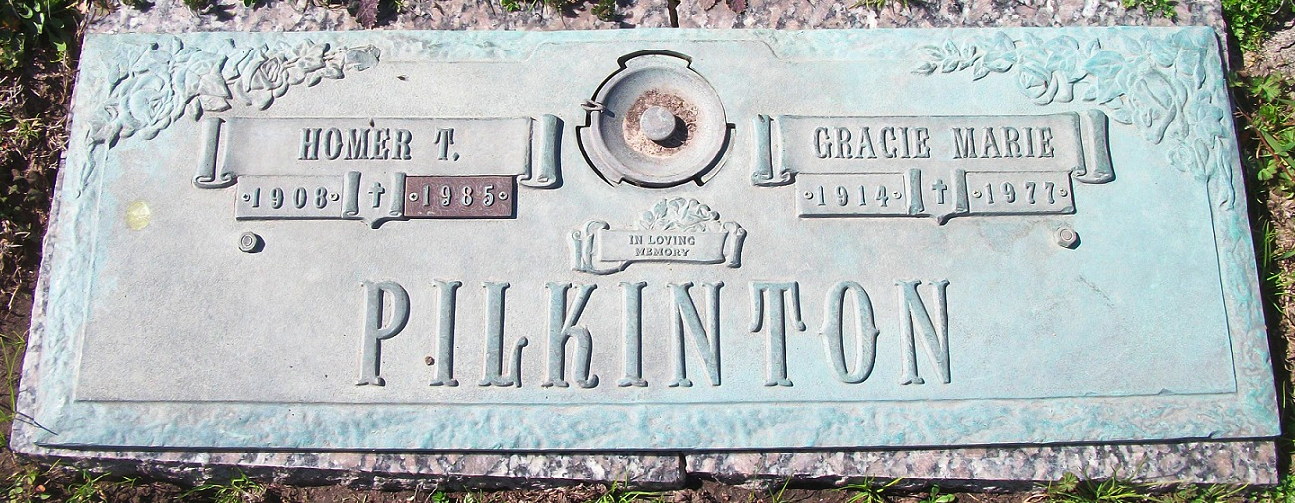 HOMER T.
1908 1985
GRACIE MARIE
1914 1977
IN LOVING
MEMORY
PILKINTON